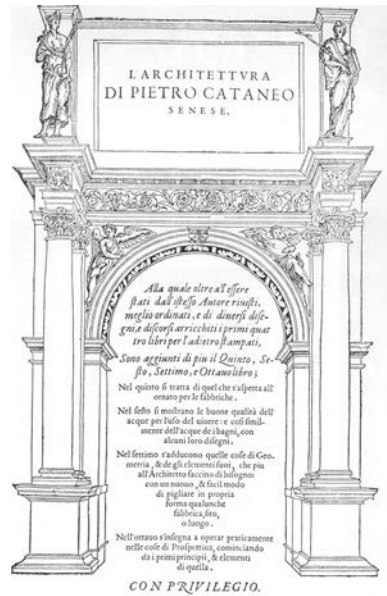 L'ARCHITETTVRA
DI PIETRO CATANEO
SENESE.
Alla quale oltre all'essere
stati dall'istesso Autore riuisti,
meglio ordinati, e di diuersi dise-
gni, e discorsi arricchiti i primi quat
tro libri per l'adietro stampati,
Sono aggiunti di piu il Quinto, Se-
sto, Settimo, e Ottauo libro;
Nel quinto si tratta di quel che s'aspetta all'
ornato per le fabbriche.
Nel sesto si mostrano le buone qualità dell'
acque per l'uso del uiuere: e cosi simil-
mente dell'acque de i bagni, con
alcuni loro disegni.
Nel settimo s'adducono quelle cose di Geo-
metria, & de gli elementi suoi, che piu
all'Architetto faccino di bisogno:
con un nuouo, & facil modo
di pigliare in propria
forma qualunche
fabbrica, sito,
o luogo.
Nell'ottauo s'insegna a operar praticamente
nelle cose di Prospettiua, cominciando
da i primi principii, & elementi
di quella.
CON PRIVILEGIO.